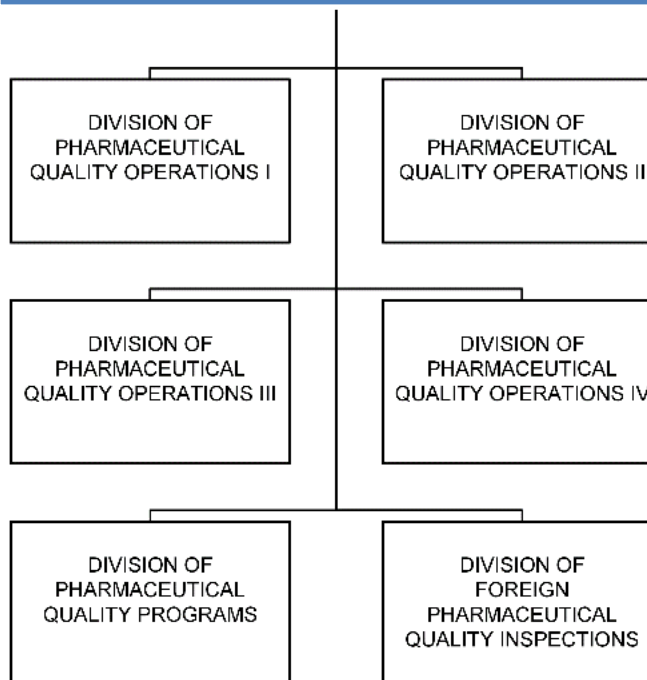 DIVISION OF
PHARMACEUTICAL
QUALITY OPERATIONS I
DIVISION OF
PHARMACEUTICAL
QUALITY OPERATIONS II
DIVISION OF
PHARMACEUTICAL
QUALITY OPERATIONS III
DIVISION OF
PHARMACEUTICAL
QUALITY OPERATIONS IV
DIVISION OF
PHARMACEUTICAL
QUALITY PROGRAMS
DIVISION OF
FOREIGN
PHARMACEUTICAL
QUALITY INSPECTIONS